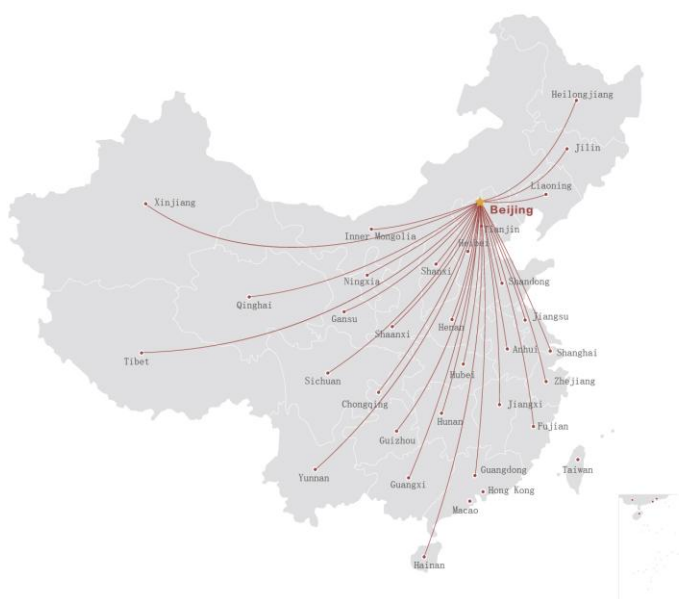 Heilongjiang
Jilin
Liaoning
Xinjiang
Beijing
Tianjin
Inner Mongolia
Heibei
Shanxi
Ningxia
Shandong
Qinghai
Gansu
Jiangsu
Shaanxi
Henan
Anhui
Shanghai
Tibet
Hubei
Sichuan
Zhejiang
Chongqing
Jiangxi
Hunan
Fujian
Guizhou
Guangdong
Taiwan
Yunnan
Guangxi
Hong Kong
Macao
Hainan